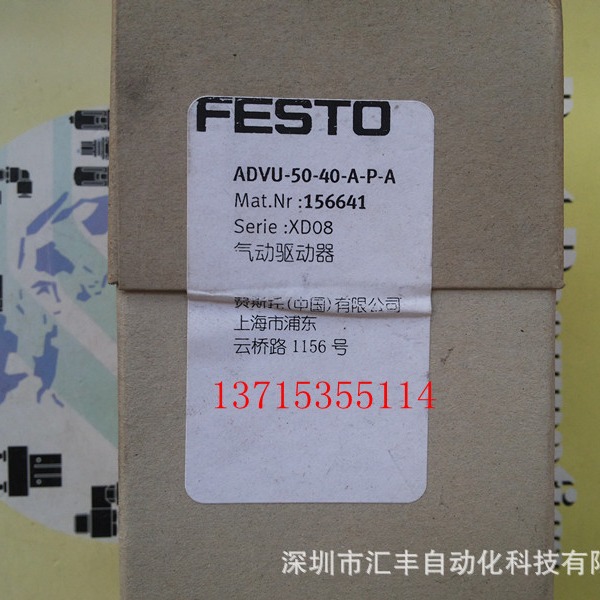 FESTO
ADVU-50-40-A-P-A
Mat.Nr :156641
Serie :XD08
气动驱动器
费斯托(中国)有限公司
上海市浦东
云桥路 1156 号
13715355114
深圳市汇丰自动化科技有限